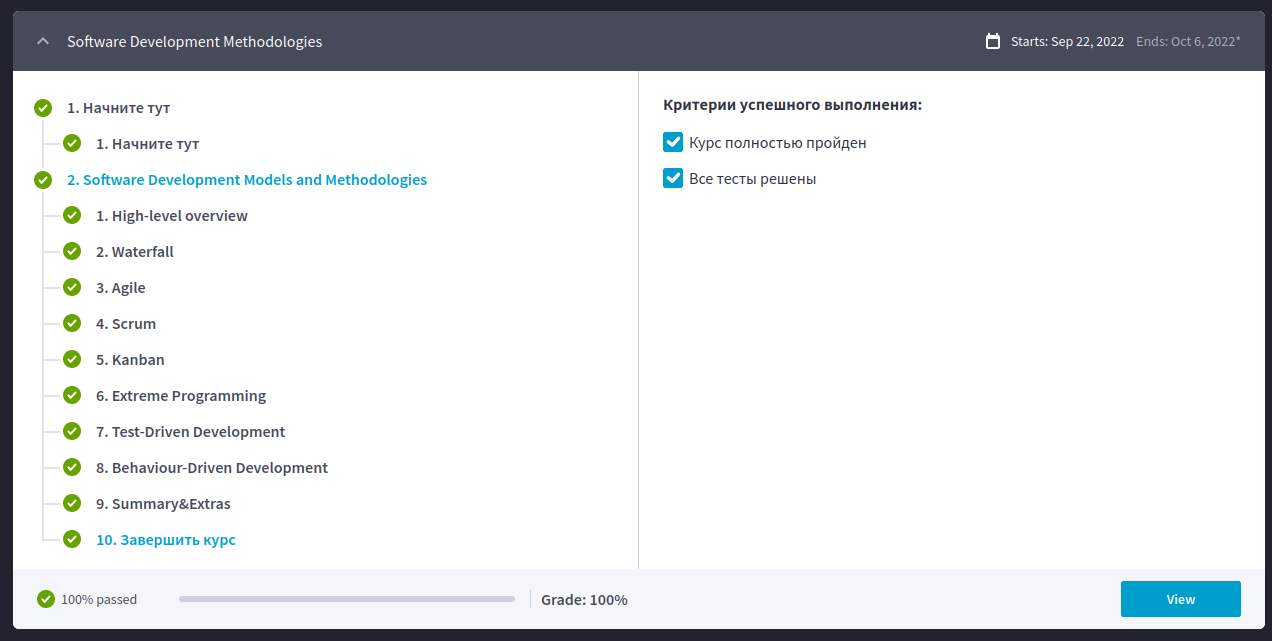 Software Development Methodologies
Starts: Sep 22, 2022 Ends: Oct 6, 2022*
1. Начните тут
1. Начните тут
2. Software Development Models and Methodologies
1. High-level overview
2. Waterfall
3. Agile
4. Scrum
5. Kanban
6. Extreme Programming
7. Test-Driven Development
8. Behaviour-Driven Development
9. Summary&Extras
10. Завершить курс
Критерии успешного выполнения:
Курс полностью пройден
Все тесты решены
100% passed
Grade: 100%
View